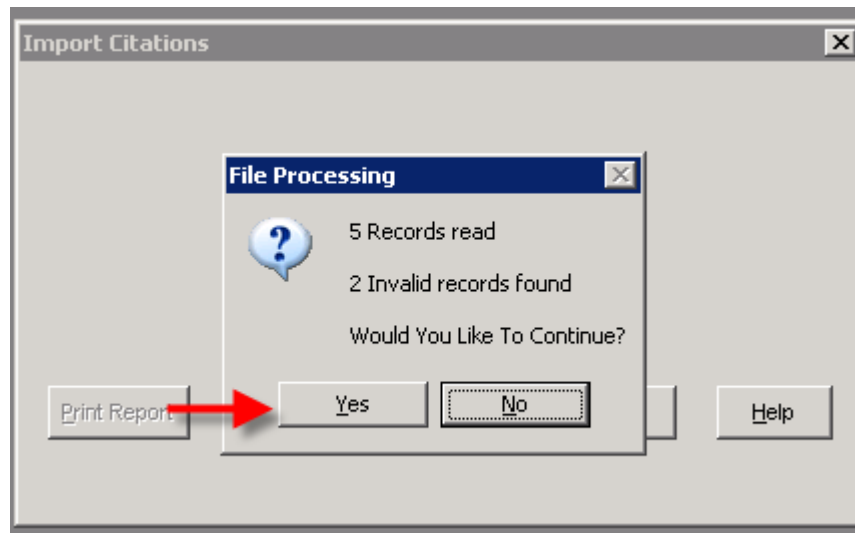 Import Citations
File Processing
5 Records read
2 Invalid records found
Would You Like To Continue?
Print Report
Yes
No
Help